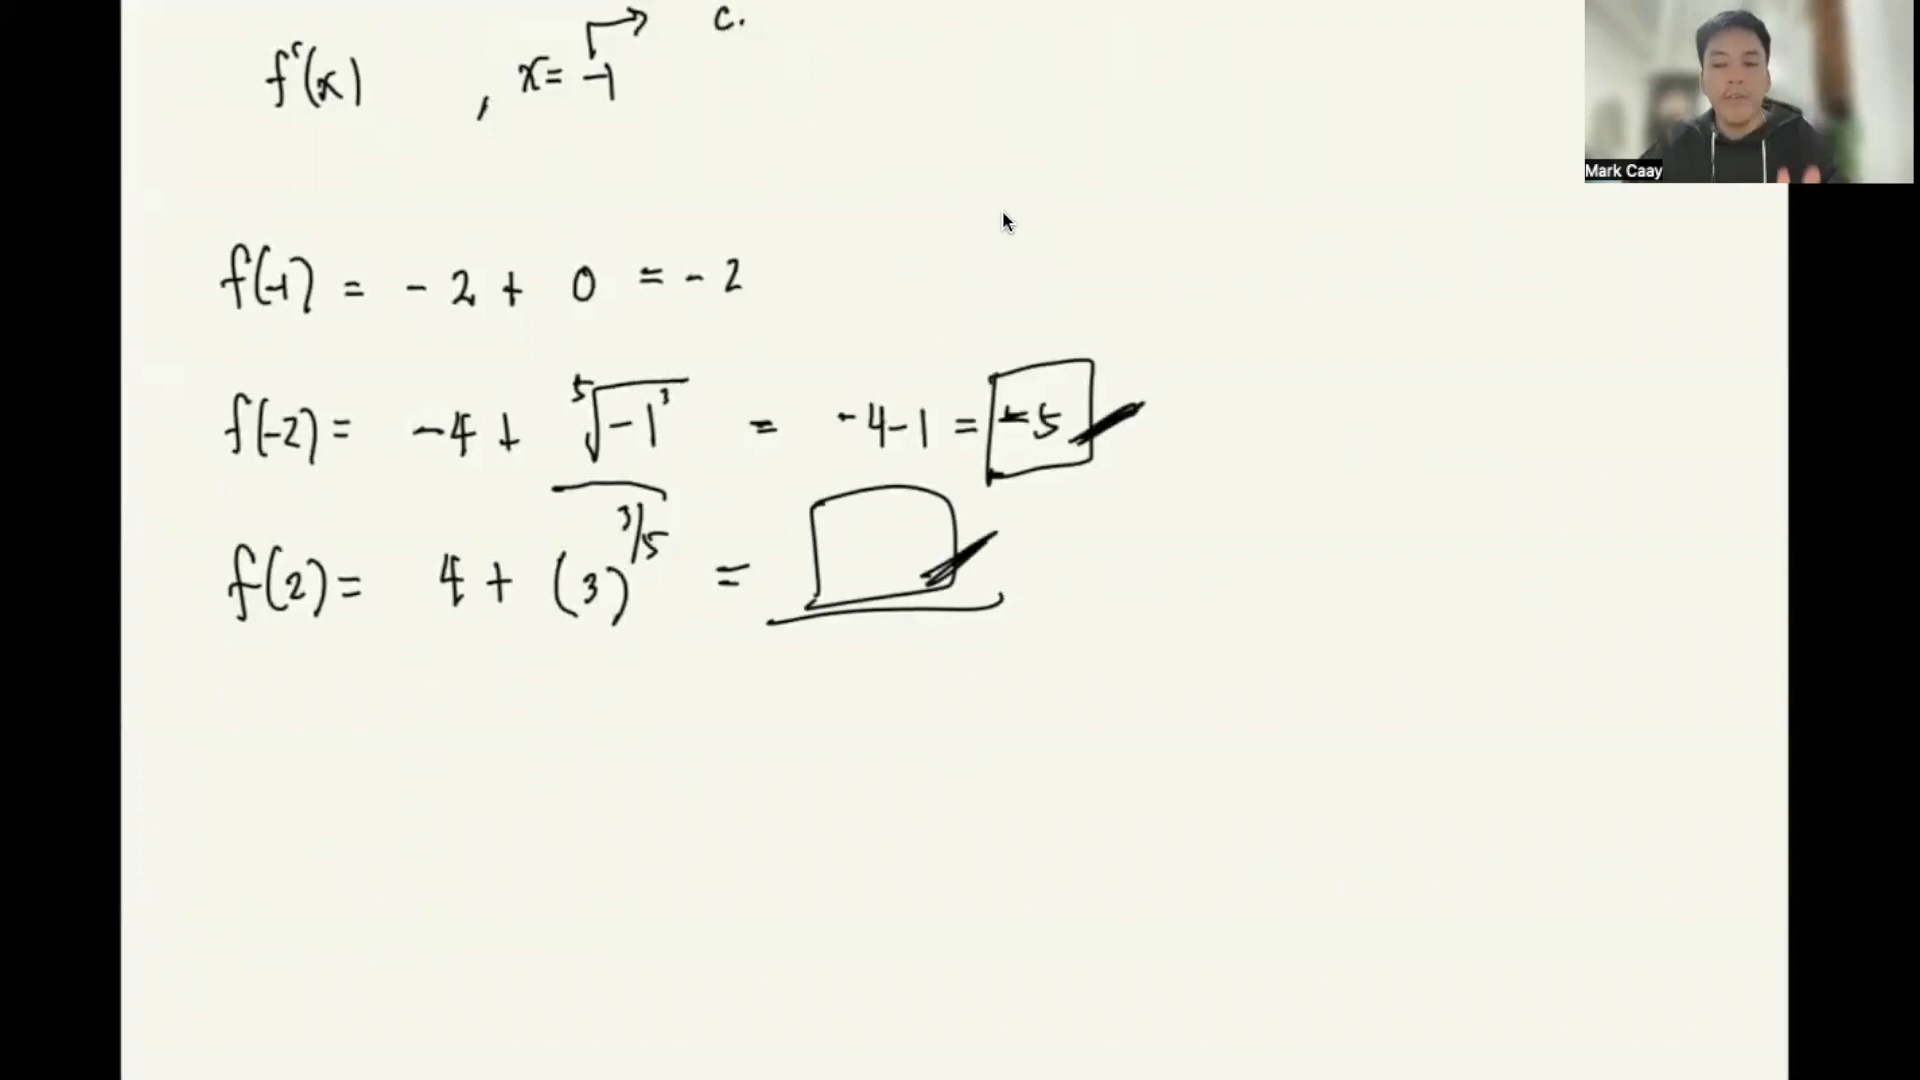 c.
f'(x) , x = -1
Mark Caay
f(-1) = -2 + 0 = -2
f(-2) = -4 + ⁵√-1³ = -4-1 = -5
f(2) = 4 + (3)^3/5 =